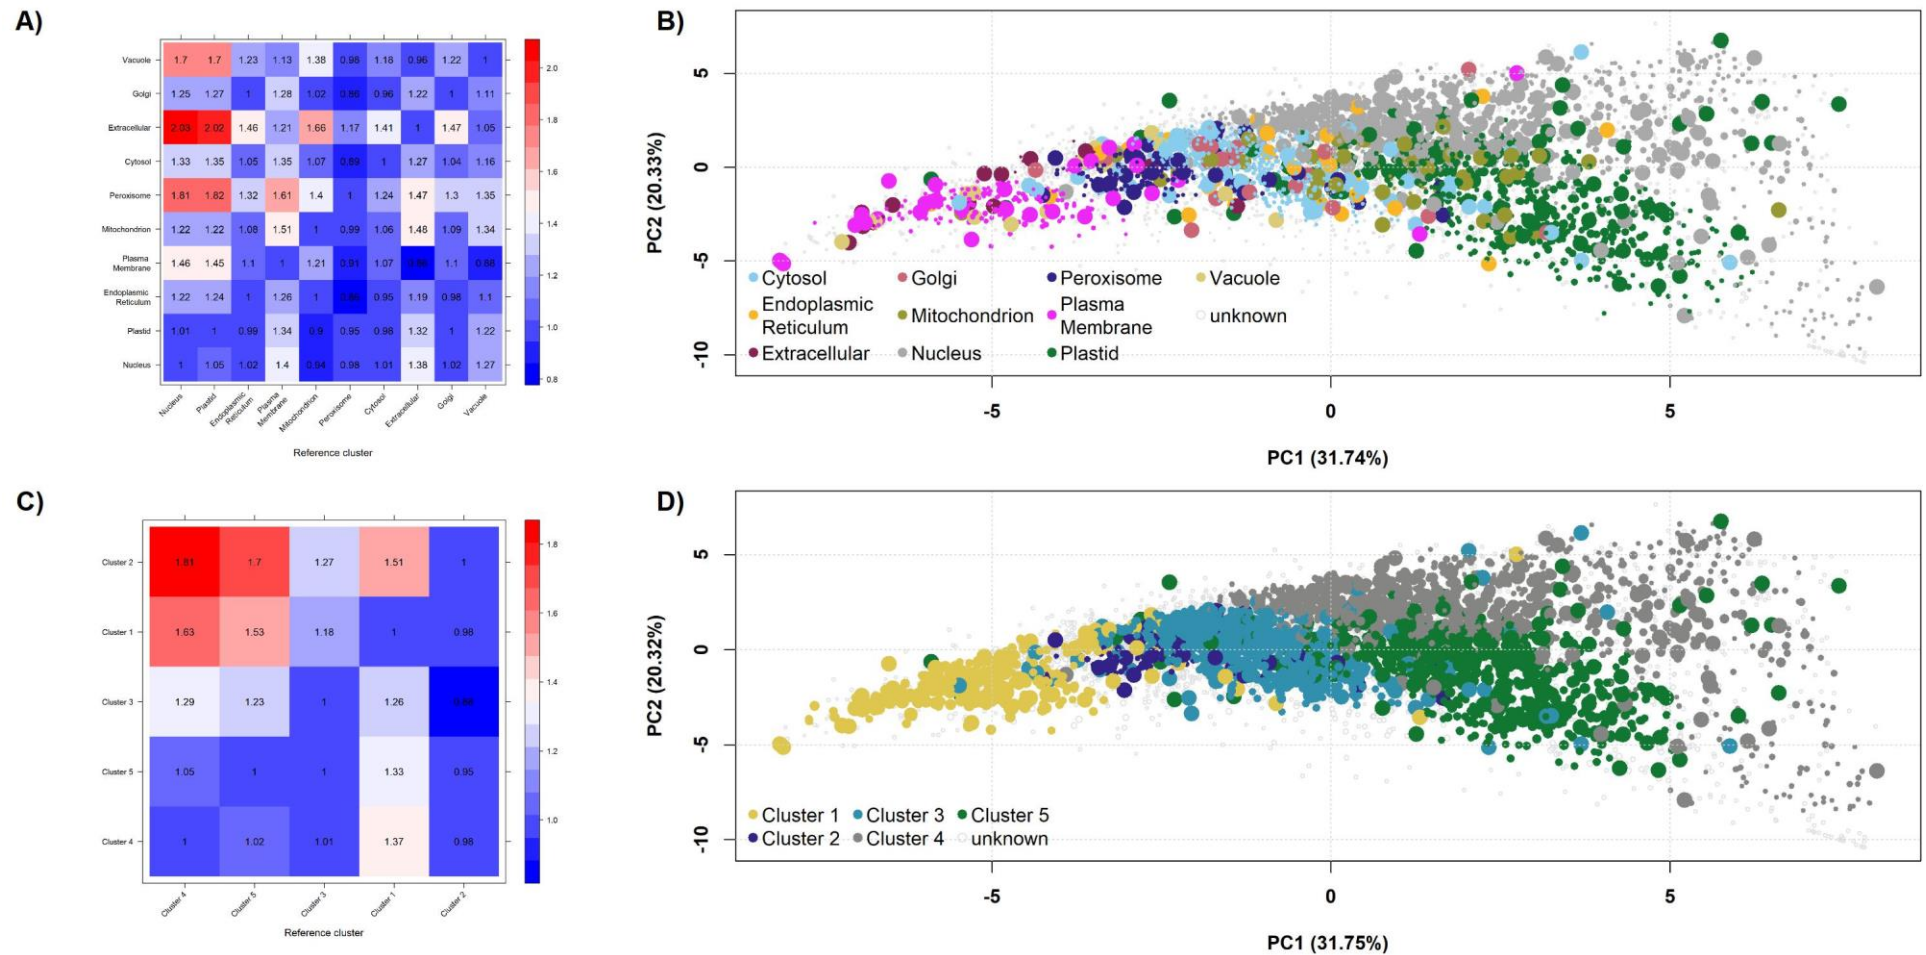 A)
Vacuole 1.7 1.7 1.23 1.13 1.38 0.98 1.18 0.96 1.22 1
Golgi 1.25 1.27 1 1.28 1.02 0.86 0.96 1.22 1 1.11
Extracellular 2.03 2.02 1.46 1.21 1.66 1.17 1.41 1 1.47 1.05
Cytosol 1.33 1.35 1.05 1.35 1.07 0.89 1 1.27 1.04 1.16
Peroxisome 1.81 1.82 1.32 1.61 1.4 1 1.24 1.47 1.3 1.35
Mitochondrion 1.22 1.22 1.08 1.51 1 0.99 1.06 1.48 1.09 1.34
Plasma
Membrane 1.46 1.45 1.1 1 1.21 0.91 1.07 1.1 0.88
Endoplasmic
Reticulum 1.22 1.24 1 1.26 1 0.95 1.19 0.98 1.1
Plastid 1.01 1 0.99 1.34 0.9 0.95 0.98 1.32 1 1.22
Nucleus 1 1.05 1.02 1.4 0.94 0.98 1.01 1.38 1.02 1.27
2.0
1.8
1.6
1.4
1.2
1.0
0.8
Nucleus
Plastid
Endoplasmic
Reticulum
Plasma
Membrane
Mitochondrion
Peroxisome
Cytosol
Extracellular
Golgi
Vacuole
Reference cluster
B)
PC2 (20.33%)
5
0
-5
-10
Cytosol Golgi Peroxisome Vacuole
Endoplasmic
Reticulum Mitochondrion Plasma
Membrane unknown
Extracellular Nucleus Plastid
-5 0 5
PC1 (31.74%)
C)
Cluster 2 1.81 1.7 1.27 1.51 1
Cluster 1 1.63 1.53 1.18 1 0.98
Cluster 3 1.29 1.23 1 1.26
Cluster 5 1.05 1 1 1.33 0.95
Cluster 4 1 1.02 1.01 1.37 0.98
1.8
1.6
1.4
1.2
1.0
Cluster 4
Cluster 5
Cluster 3
Cluster 1
Cluster 2
Reference cluster
D)
PC2 (20.32%)
5
0
-5
-10
Cluster 1 Cluster 3 Cluster 5
Cluster 2 Cluster 4 unknown
-5 0 5
PC1 (31.75%)